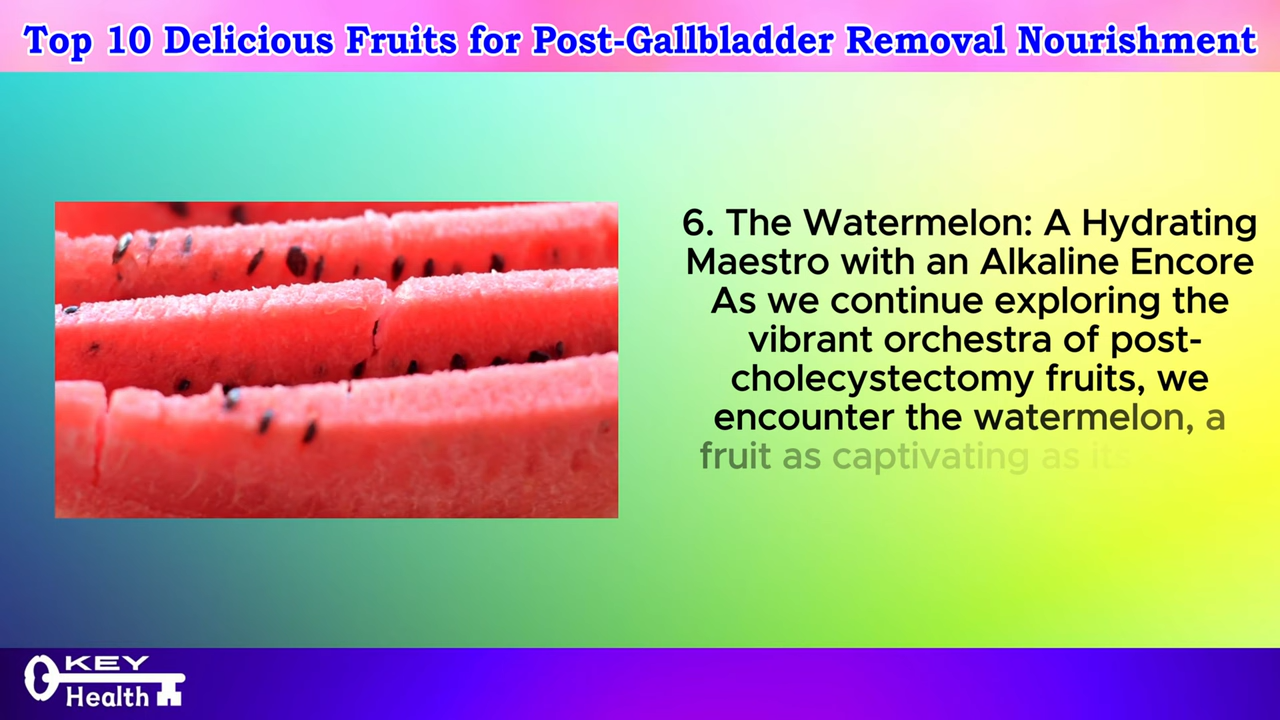 Top 10 Delicious Fruits for Post-Gallbladder Removal Nourishment
6. The Watermelon: A Hydrating
Maestro with an Alkaline Encore
As we continue exploring the
vibrant orchestra of post-
cholecystectomy fruits, we
encounter the watermelon, a
fruit as captivating as its
KEY
Health